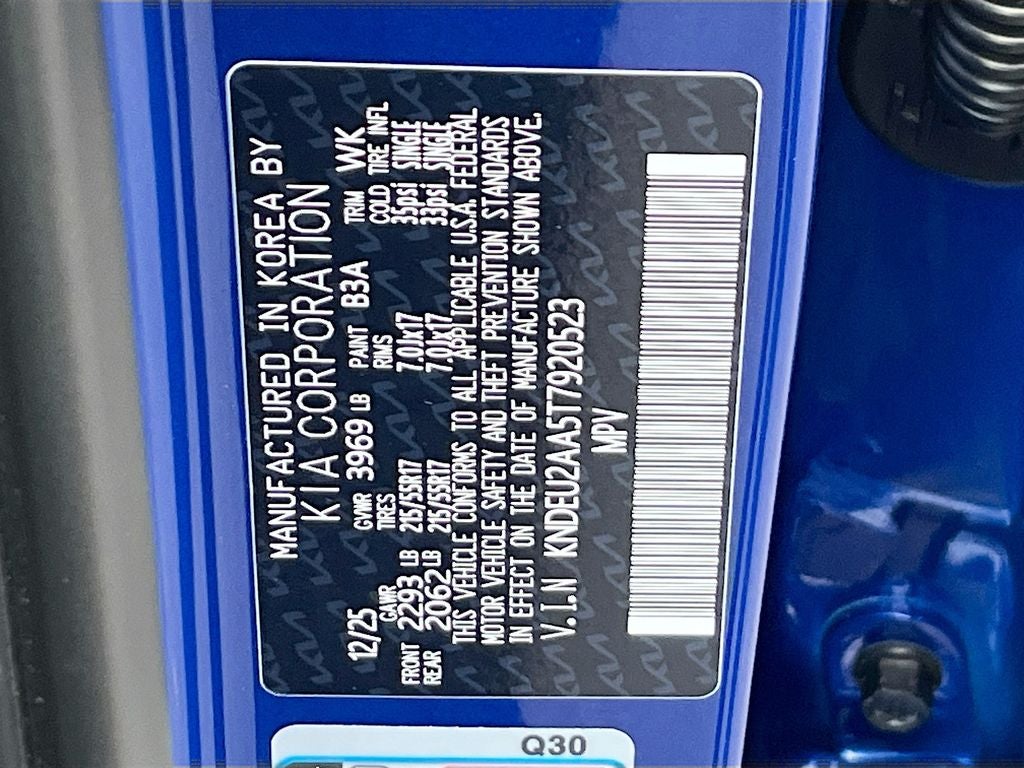 MANUFACTURED IN KOREA BY
KIA CORPORATION
12/25 GVWR 3969 LB PAINT B3A TRIM WK
GAWR TIRES RIMS COLD TIRE INFL
FRONT 2293 LB 215/55R17 7.0Jx17 35psi SINGLE
REAR 2062 LB 215/55R17 7.0Jx17 33psi SINGLE
THIS VEHICLE CONFORMS TO ALL APPLICABLE U.S.A. FEDERAL
MOTOR VEHICLE SAFETY AND THEFT PREVENTION STANDARDS
IN EFFECT ON THE DATE OF MANUFACTURE SHOWN ABOVE.
V.I.N KNDEU2AA5T7920523
MPV
Q30